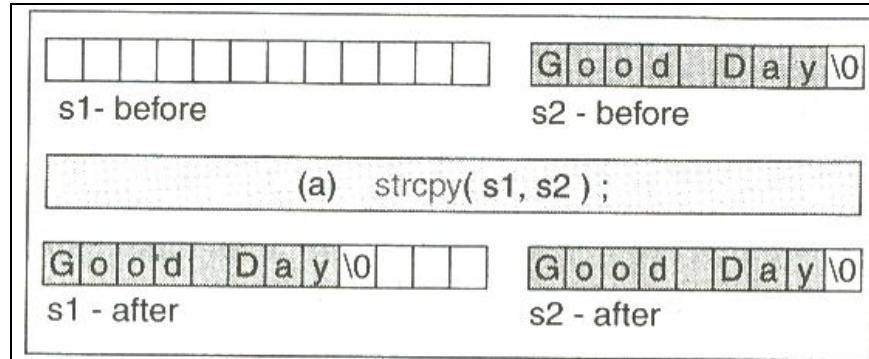 G o o d D a y \0
s1- before s2 - before
(a) strcpy( s1, s2 ) ;
G o o d D a y \0 G o o d D a y \0
s1 - after s2 - after